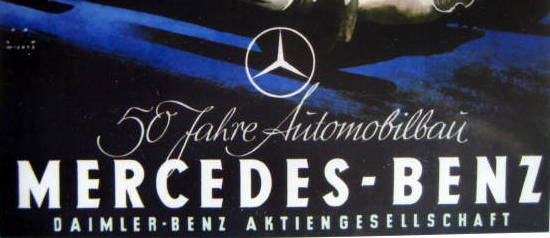 50 Jahre Automobilbau
MERCEDES-BENZ
DAIMLER-BENZ AKTIENGESELLSCHAFT